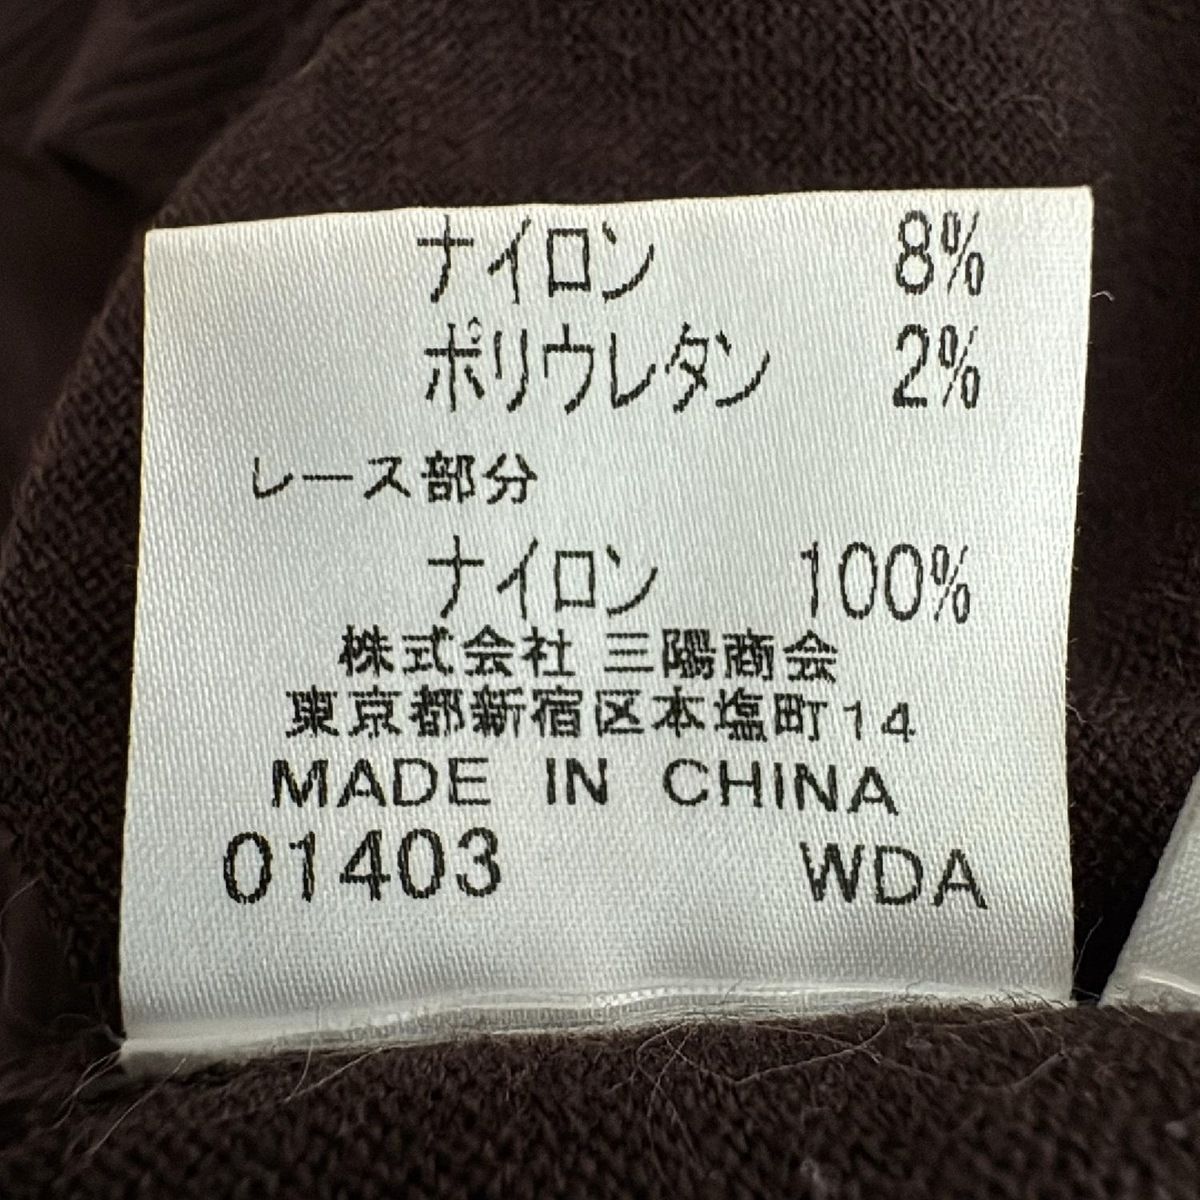 ナイロン 8%
ポリウレタン 2%
レース部分
ナイロン 100%
株式会社 三陽商会
東京都新宿区本塩町14
MADE IN CHINA
01403 WDA